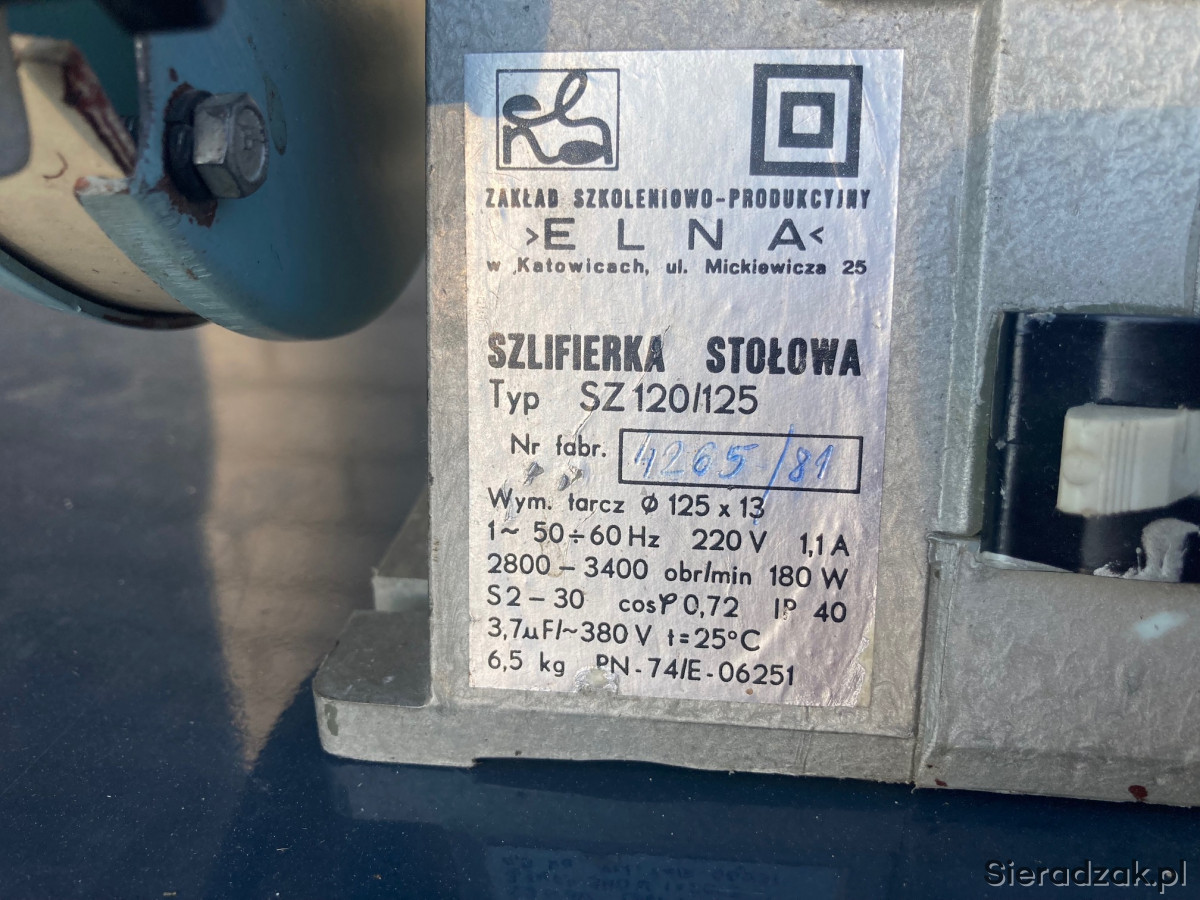 elna
ZAKŁAD SZKOLENIOWO-PRODUKCYJNY
>ELNA<
w Katowicach, ul. Mickiewicza 25
SZLIFIERKA STOŁOWA
Typ SZ 120/125
Nr fabr. 4265/81
Wym. tarcz ϕ 125 x 13
1~ 50÷60 Hz 220 V 1,1 A
2800 - 3400 obr/min 180 W
S2 - 30 cosφ 0,72 IP 40
3,7µF/~380 V t=25°C
6,5 kg PN-74/E-06251
Sieradzak.pl